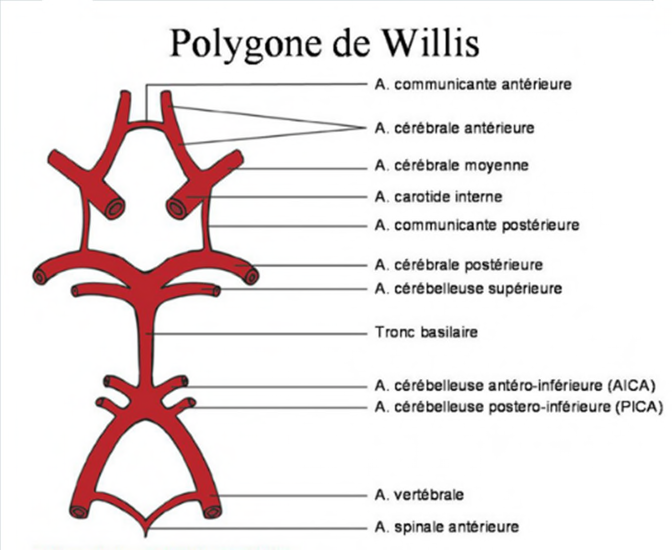 Polygone de Willis
A. communicante antérieure
A. cérébrale antérieure
A. cérébrale moyenne
A. carotide interne
A. communicante postérieure
A. cérébrale postérieure
A. cérébelleuse supérieure
Tronc basilaire
A. cérébelleuse antéro-inférieure (AICA)
A. cérébelleuse postero-inférieure (PICA)
A. vertébrale
A. spinale antérieure